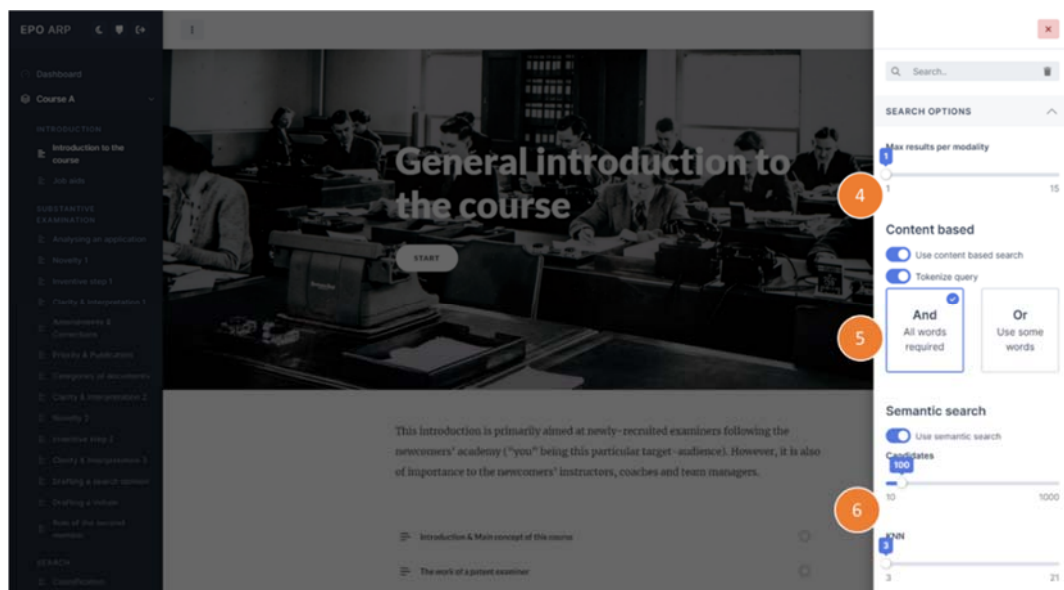 EPO ARP
Dashboard
Course A
INTRODUCTION
Introduction to the
course
Job aids
SUBSTANTIVE
EXAMINATION
Analysing an application
Novelty 1
Inventive step 1
Clarity & Interpretation 1
Amendments &
Corrections
Priority & Publication
Categories of documents
Clarity & Interpretation 2
Novelty 2
Inventive step 2
Clarity & Interpretation 3
Drafting a search opinion
Drafting a Votum
Role of the second
member
SEARCH
Classification
General introduction to
the course
START
This introduction is primarily aimed at newly-recruited examiners following the
newcomers' academy ("you" being this particular target-audience). However, it is also
of importance to the newcomers' instructors, coaches and team managers.
Introduction & Main concept of this course
The work of a patent examiner
Search..
SEARCH OPTIONS
Max results per modality
1
1 15
4
Content based
Use content based search
Tokenize query
And
All words
required
Or
Use some
words
5
Semantic search
Use semantic search
Candidates
100
10 1000
6
KNN
3
3 21